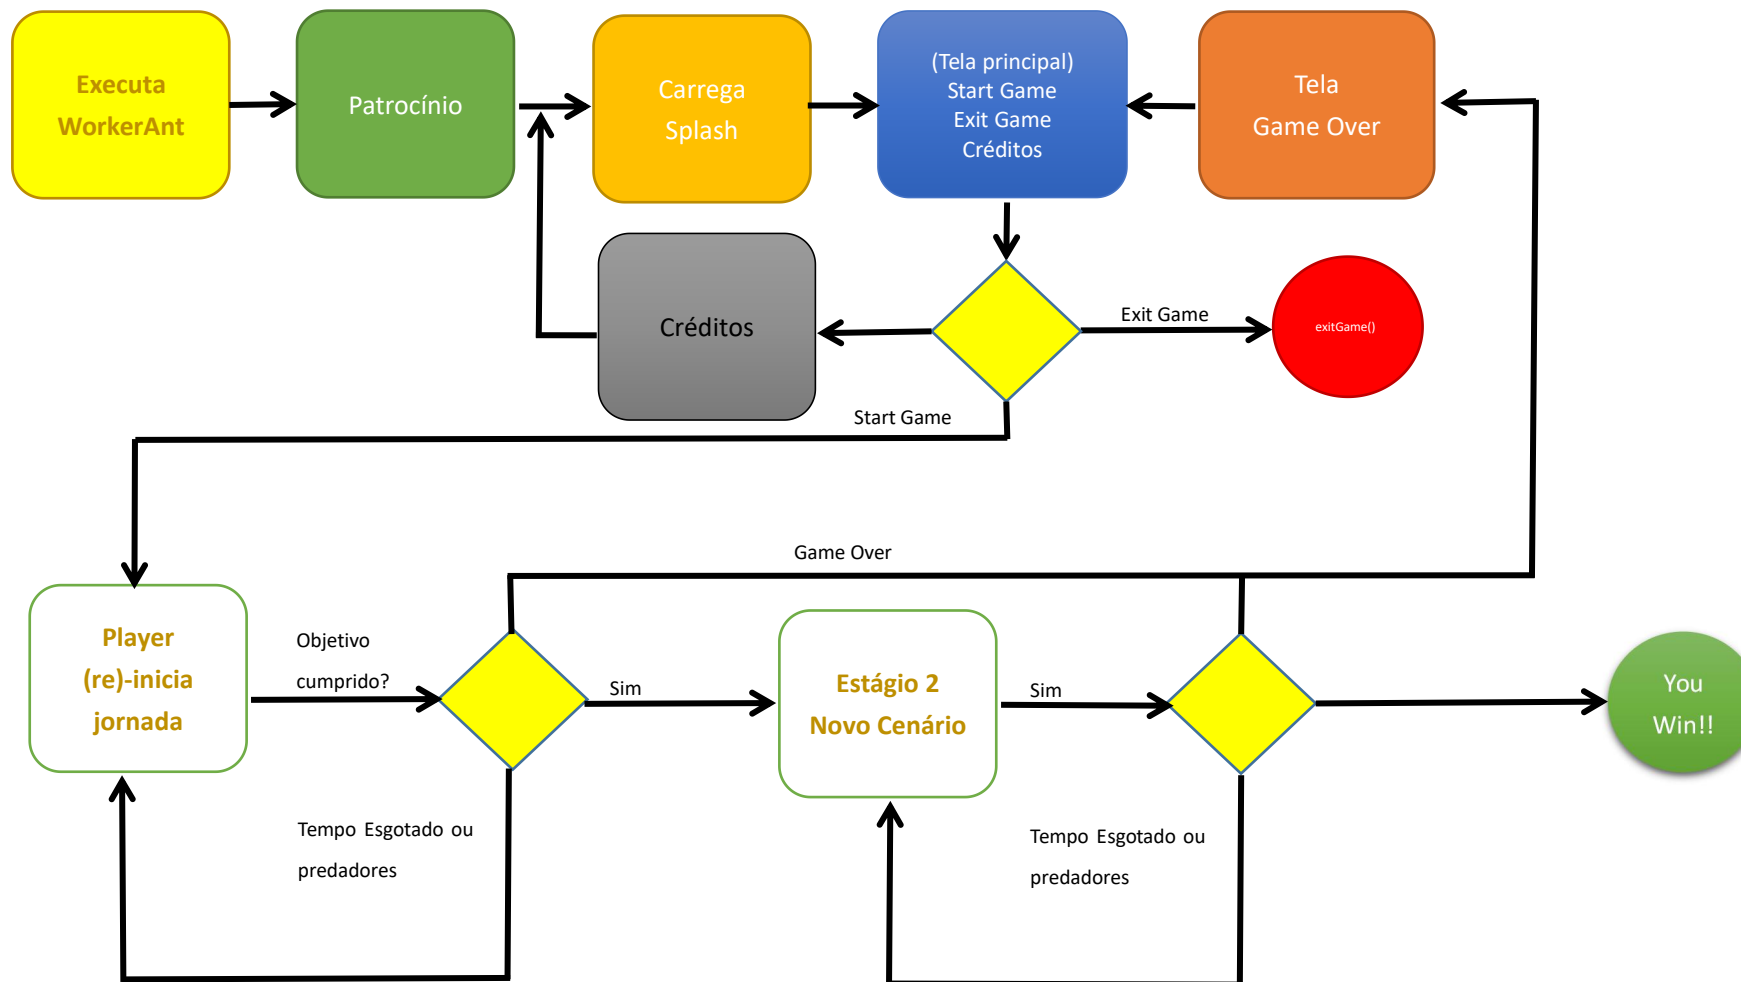 Executa
WorkerAnt
Patrocínio
Carrega
Splash
(Tela principal)
Start Game
Exit Game
Créditos
Tela
Game Over
Créditos
Exit Game
exitGame()
Start Game
Game Over
Player
(re)-inicia
jornada
Objetivo
cumprido?
Sim
Estágio 2
Novo Cenário
Sim
You
Win!!
Tempo Esgotado ou
predadores
Tempo Esgotado ou
predadores